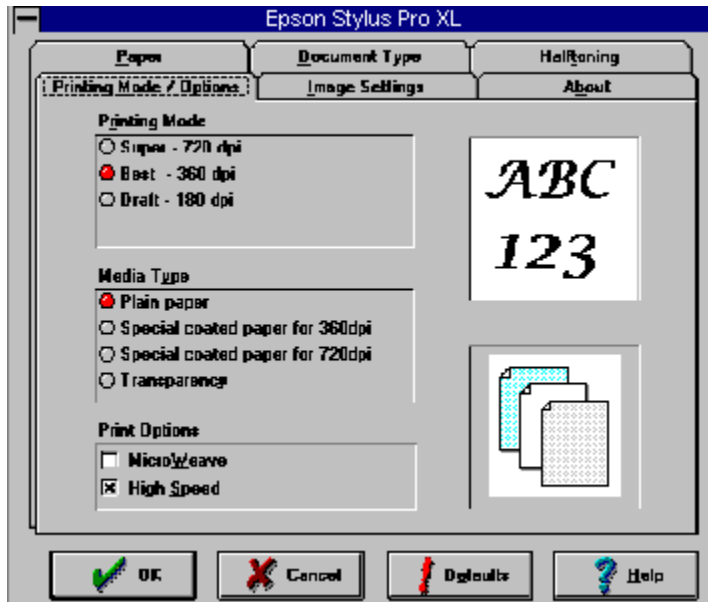 Epson Stylus Pro XL
Paper Document Type Halftoning
Printing Mode / Options Image Settings About
Printing Mode
Super - 720 dpi
Best - 360 dpi
Draft - 180 dpi
ABC
123
Media Type
Plain paper
Special coated paper for 360dpi
Special coated paper for 720dpi
Transparency
Print Options
MicroWeave
High Speed
OK Cancel Defaults Help